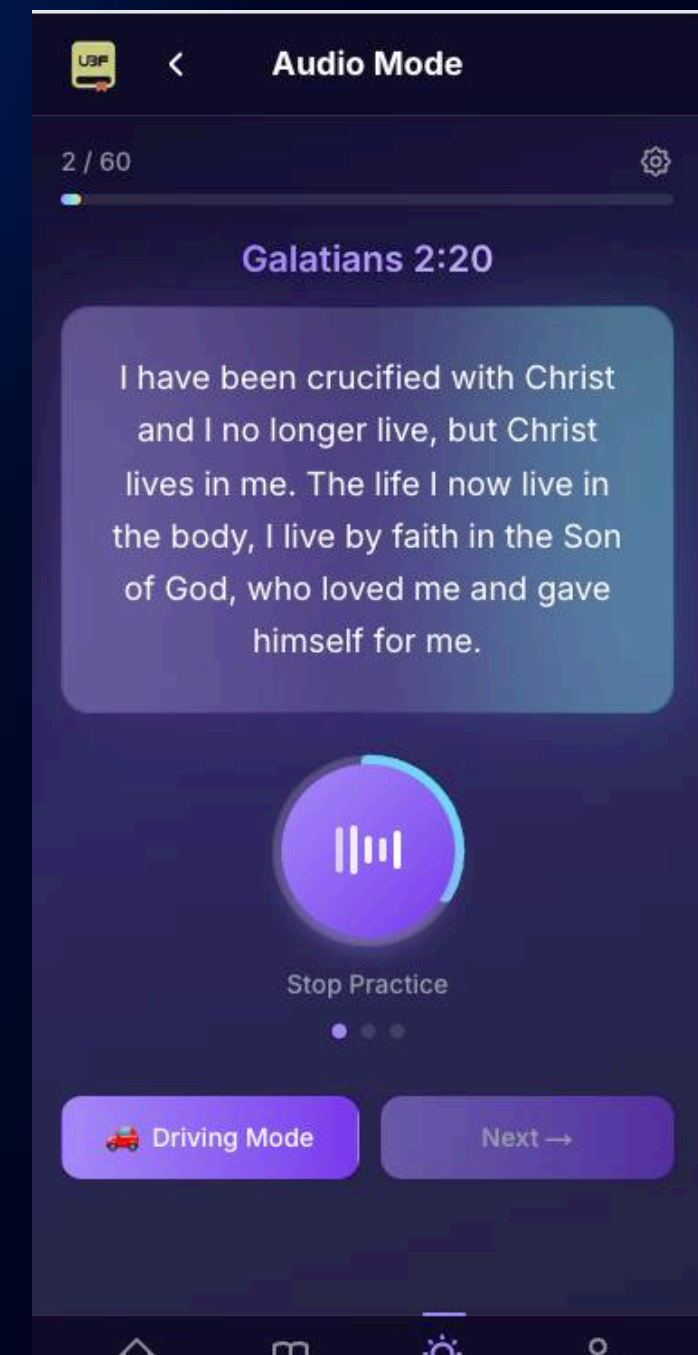 UBF
Audio Mode
2 / 60
Galatians 2:20
I have been crucified with Christ
and I no longer live, but Christ
lives in me. The life I now live in
the body, I live by faith in the Son
of God, who loved me and gave
himself for me.
Stop Practice
Driving Mode
Next →